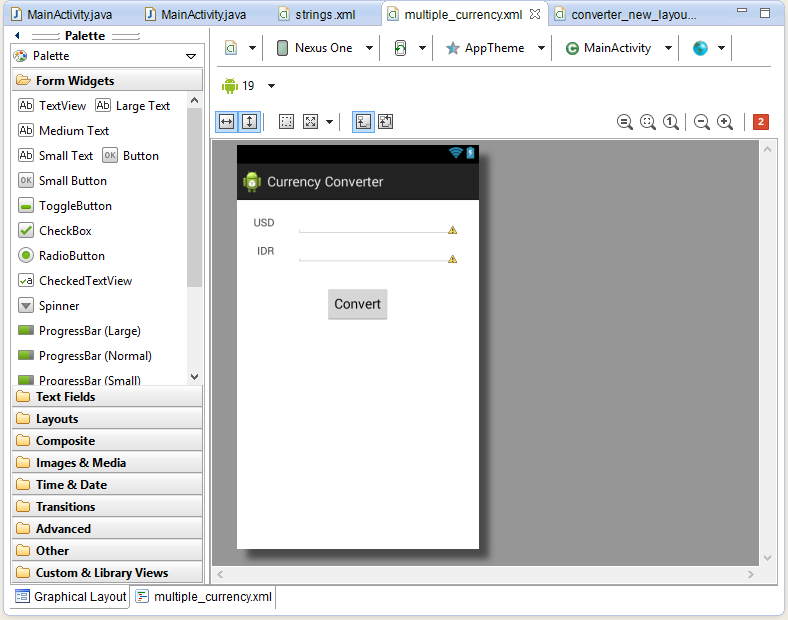 MainActivity.java MainActivity.java strings.xml multiple_currency.xml converter_new_layou...
Palette
Palette
Nexus One AppTheme MainActivity
19
2
Form Widgets
Ab TextView Ab Large Text
Ab Medium Text
Ab Small Text OK Button
OK Small Button
ToggleButton
CheckBox
RadioButton
CheckedTextView
Spinner
ProgressBar (Large)
ProgressBar (Normal)
ProgressBar (Small)
Text Fields
Layouts
Composite
Images & Media
Time & Date
Transitions
Advanced
Other
Custom & Library Views
Currency Converter
USD
IDR
Convert
Graphical Layout multiple_currency.xml